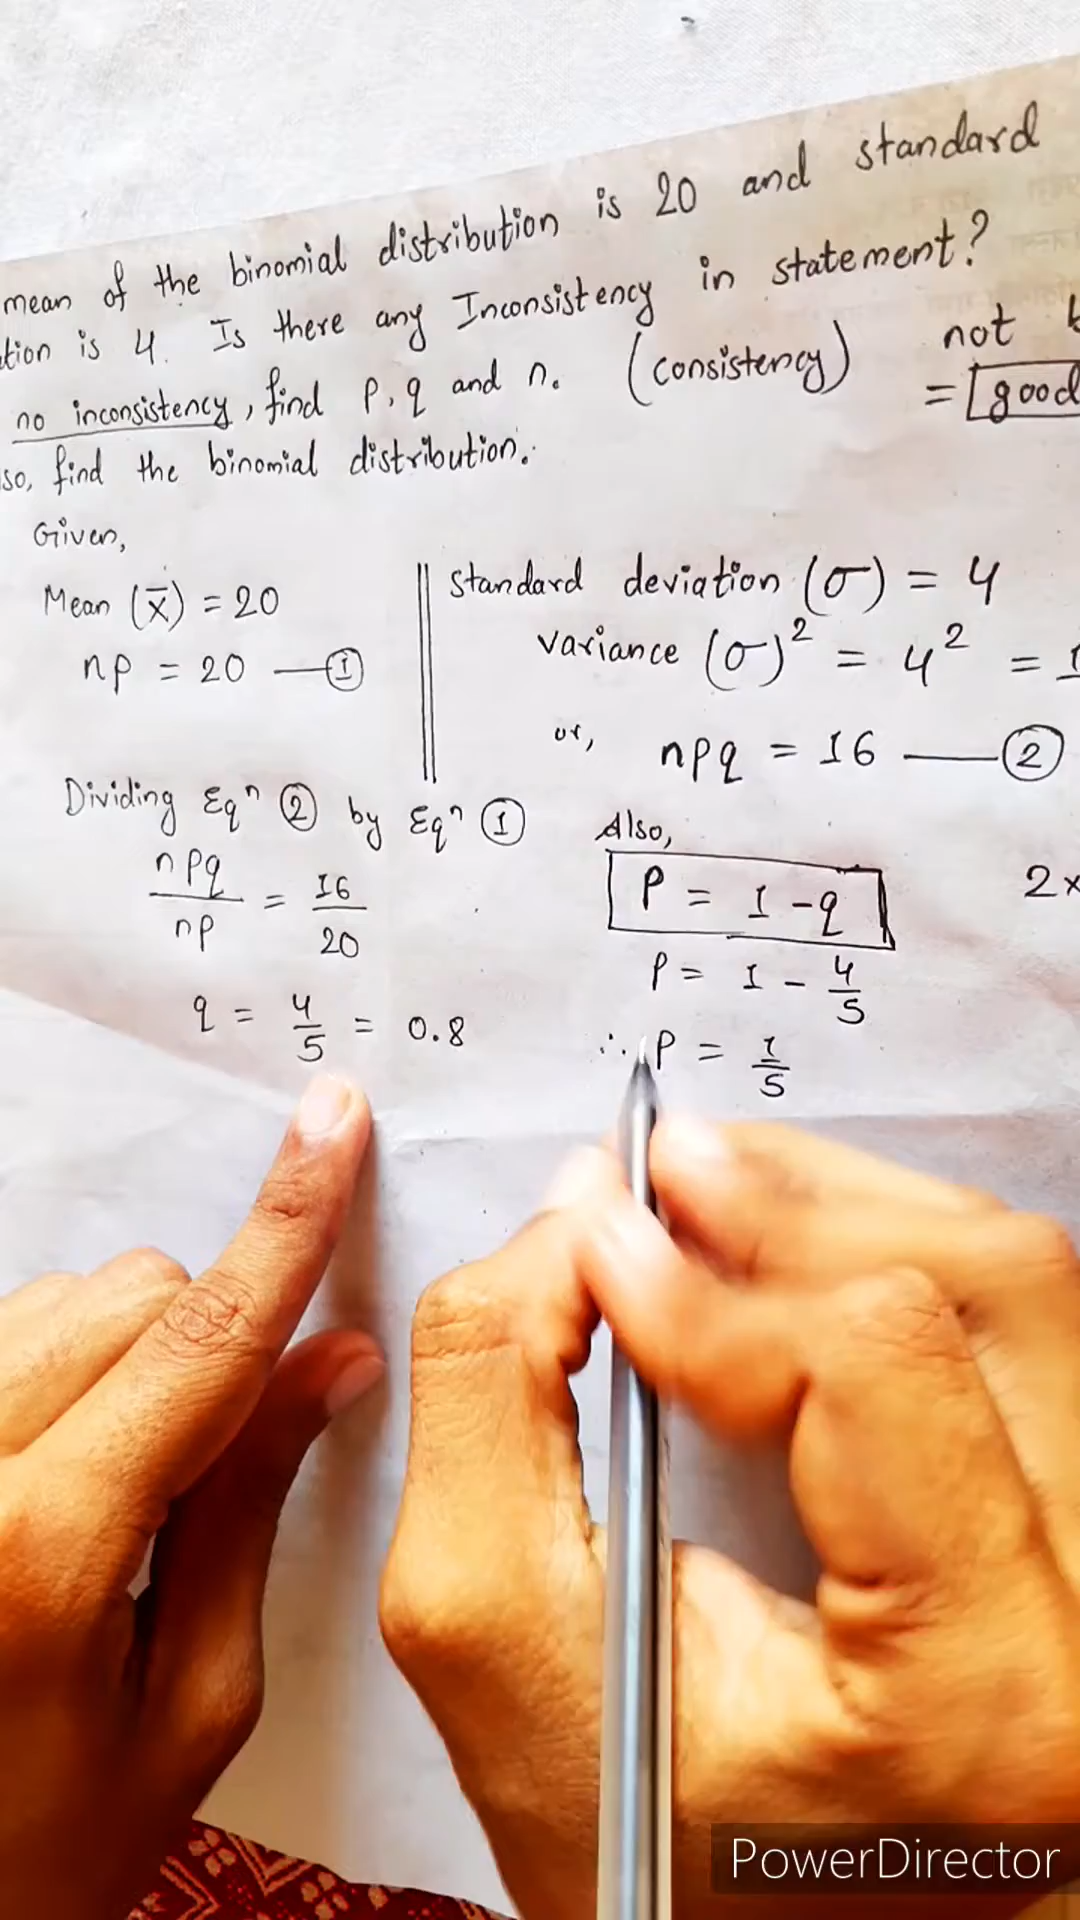 mean of the binomial distribution is 20 and standard
tion is 4. Is there any Inconsistency in statement?
no inconsistency, find p, q and n. (consistency) not
= good
so, find the binomial distribution.
Given,
Mean (x̄) = 20
np = 20 — ①
Standard deviation (σ) = 4
variance (σ)² = 4² = 1
or, npq = 16 — ②
Dividing Eqⁿ ② by Eqⁿ ①
npq/np = 16/20
q = 4/5 = 0.8
Also,
P = 1 - q
P = 1 - 4/5
∴ P = 1/5
2×
PowerDirector